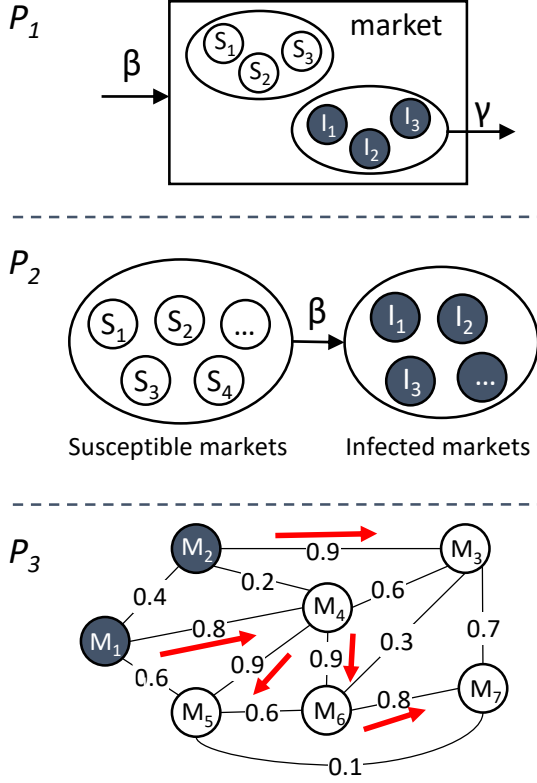 P1
market
β
S1
S2
S3
I1
I2
I3
γ
P2
β
S1
S2
...
S3
S4
I1
I2
I3
...
Susceptible markets
Infected markets
P3
M2
0.9
M3
0.4
0.2
M4
0.6
M1
0.8
0.6
0.9
0.9
0.3
0.7
M5
0.6
M6
0.8
M7
0.1